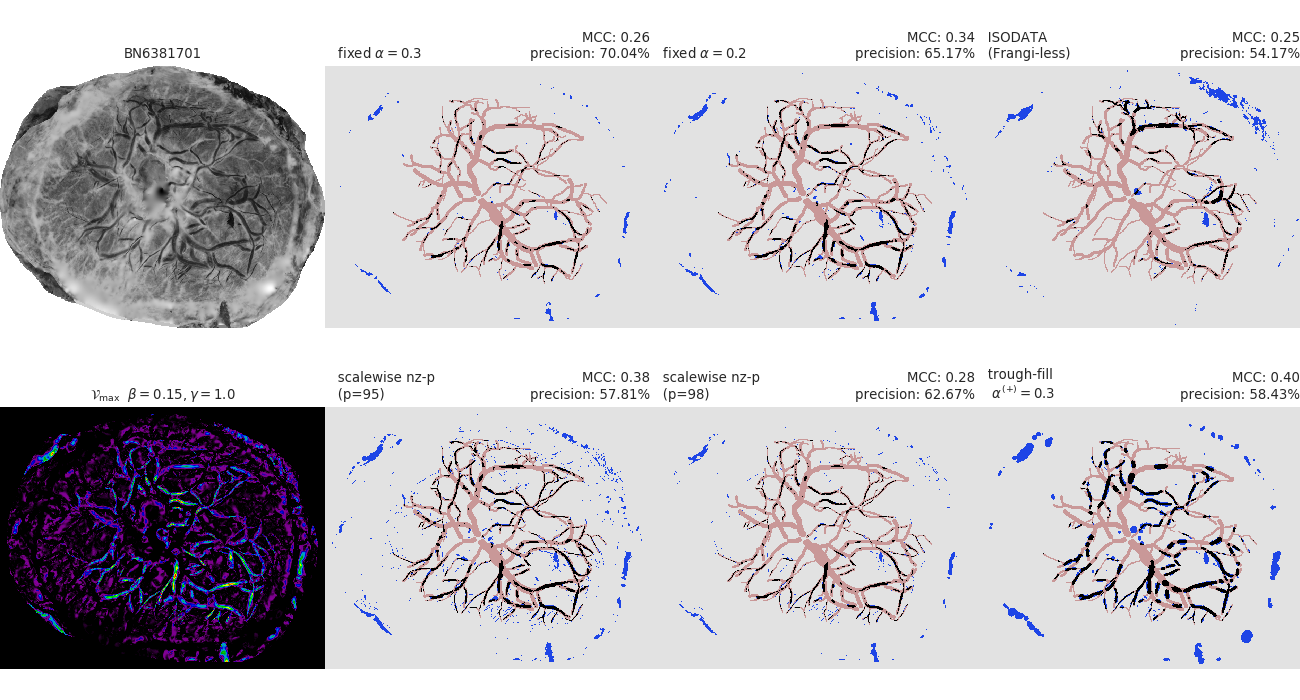 BN6381701
fixed α = 0.3
MCC: 0.26
precision: 70.04%
fixed α = 0.2
MCC: 0.34
precision: 65.17%
ISODATA
(Frangi-less)
MCC: 0.25
precision: 54.17%
𝒱max β = 0.15, γ = 1.0
scalewise nz-p
(p=95)
MCC: 0.38
precision: 57.81%
scalewise nz-p
(p=98)
MCC: 0.28
precision: 62.67%
trough-fill
α(+) = 0.3
MCC: 0.40
precision: 58.43%